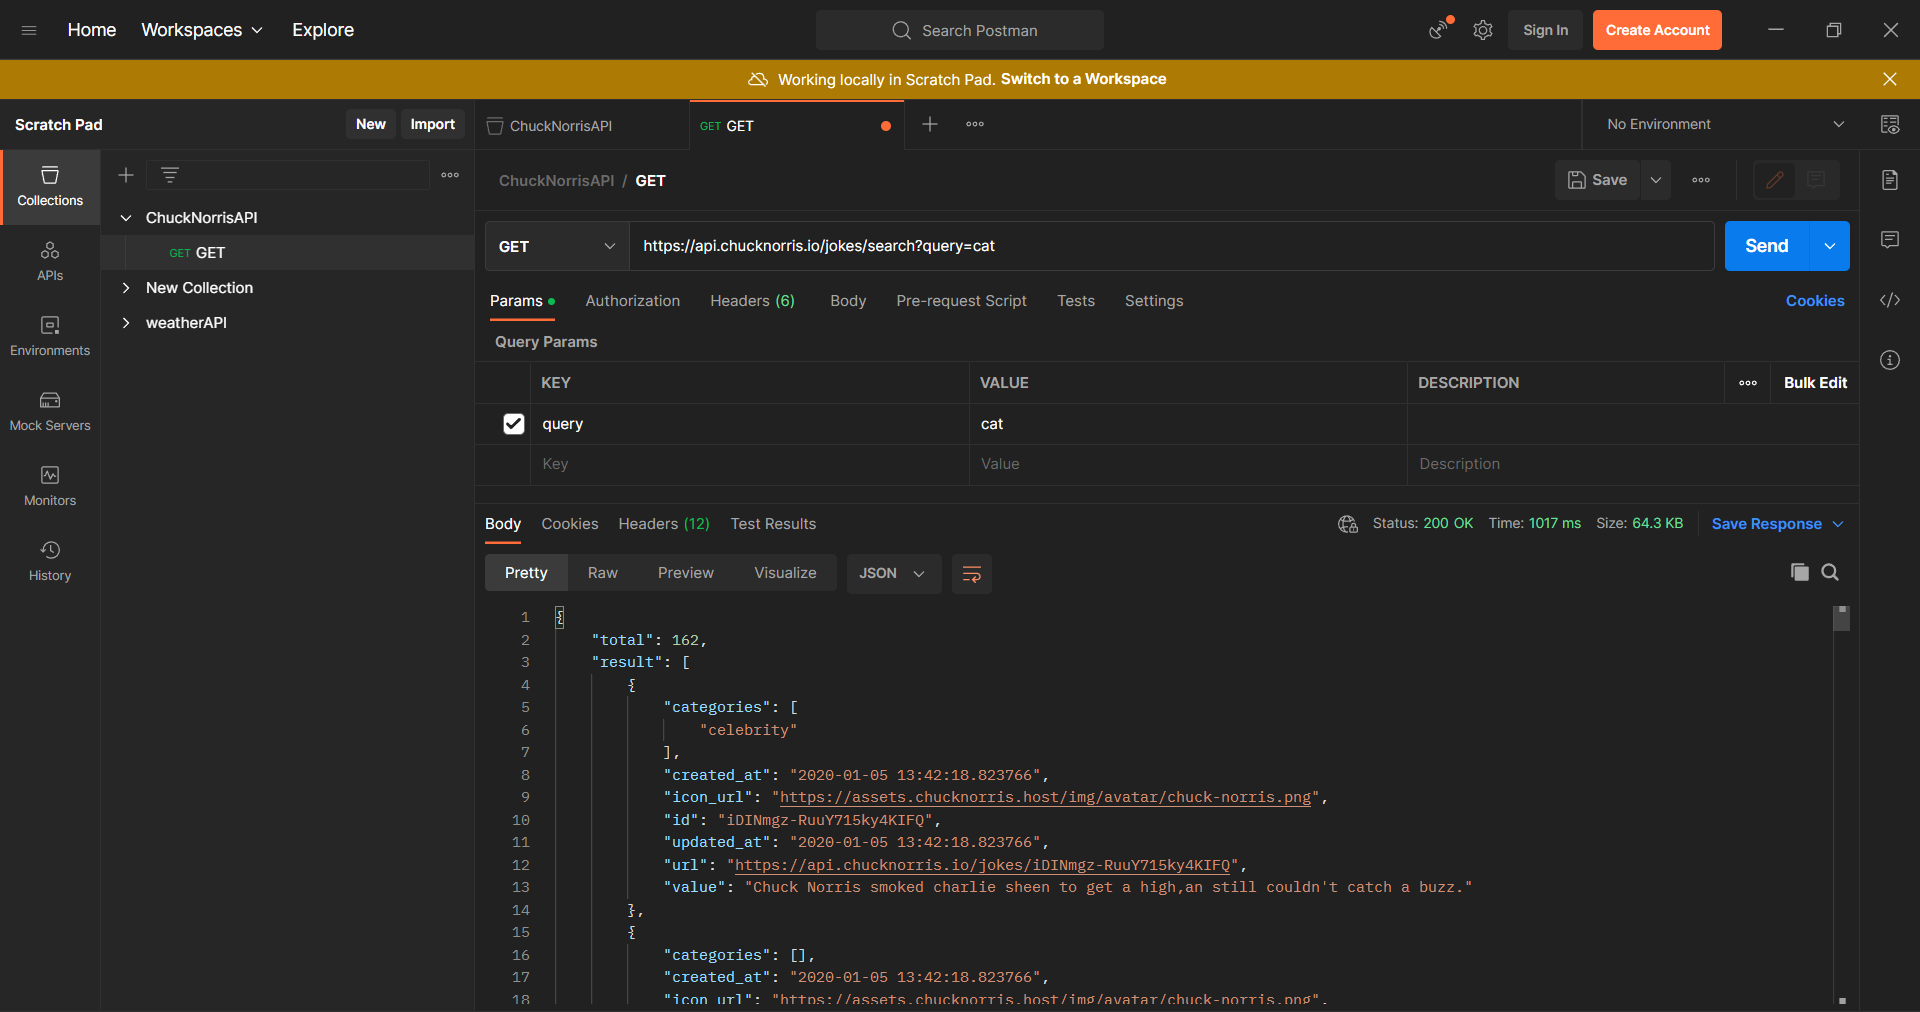 Home Workspaces Explore Search Postman Sign In Create Account
Working locally in Scratch Pad. Switch to a Workspace
Scratch Pad New Import ChuckNorrisAPI GET GET No Environment
Collections
APIs
Environments
Mock Servers
Monitors
History
ChuckNorrisAPI
GET GET
New Collection
weatherAPI
ChuckNorrisAPI / GET Save
GET https://api.chucknorris.io/jokes/search?query=cat Send
Params Authorization Headers (6) Body Pre-request Script Tests Settings Cookies
Query Params
KEY VALUE DESCRIPTION Bulk Edit
query cat
Key Value Description
Body Cookies Headers (12) Test Results Status: 200 OK Time: 1017 ms Size: 64.3 KB Save Response
Pretty Raw Preview Visualize JSON
1 {
2 "total": 162,
3 "result": [
4 {
5 "categories": [
6 "celebrity"
7 ],
8 "created_at": "2020-01-05 13:42:18.823766",
9 "icon_url": "https://assets.chucknorris.host/img/avatar/chuck-norris.png",
10 "id": "iDINmgz-RuuY715ky4KIFQ",
11 "updated_at": "2020-01-05 13:42:18.823766",
12 "url": "https://api.chucknorris.io/jokes/iDINmgz-RuuY715ky4KIFQ",
13 "value": "Chuck Norris smoked charlie sheen to get a high,an still couldn't catch a buzz."
14 },
15 {
16 "categories": [],
17 "created_at": "2020-01-05 13:42:18.823766",
18 "icon_url": "https://assets.chucknorris.host/img/avatar/chuck-norris.png",